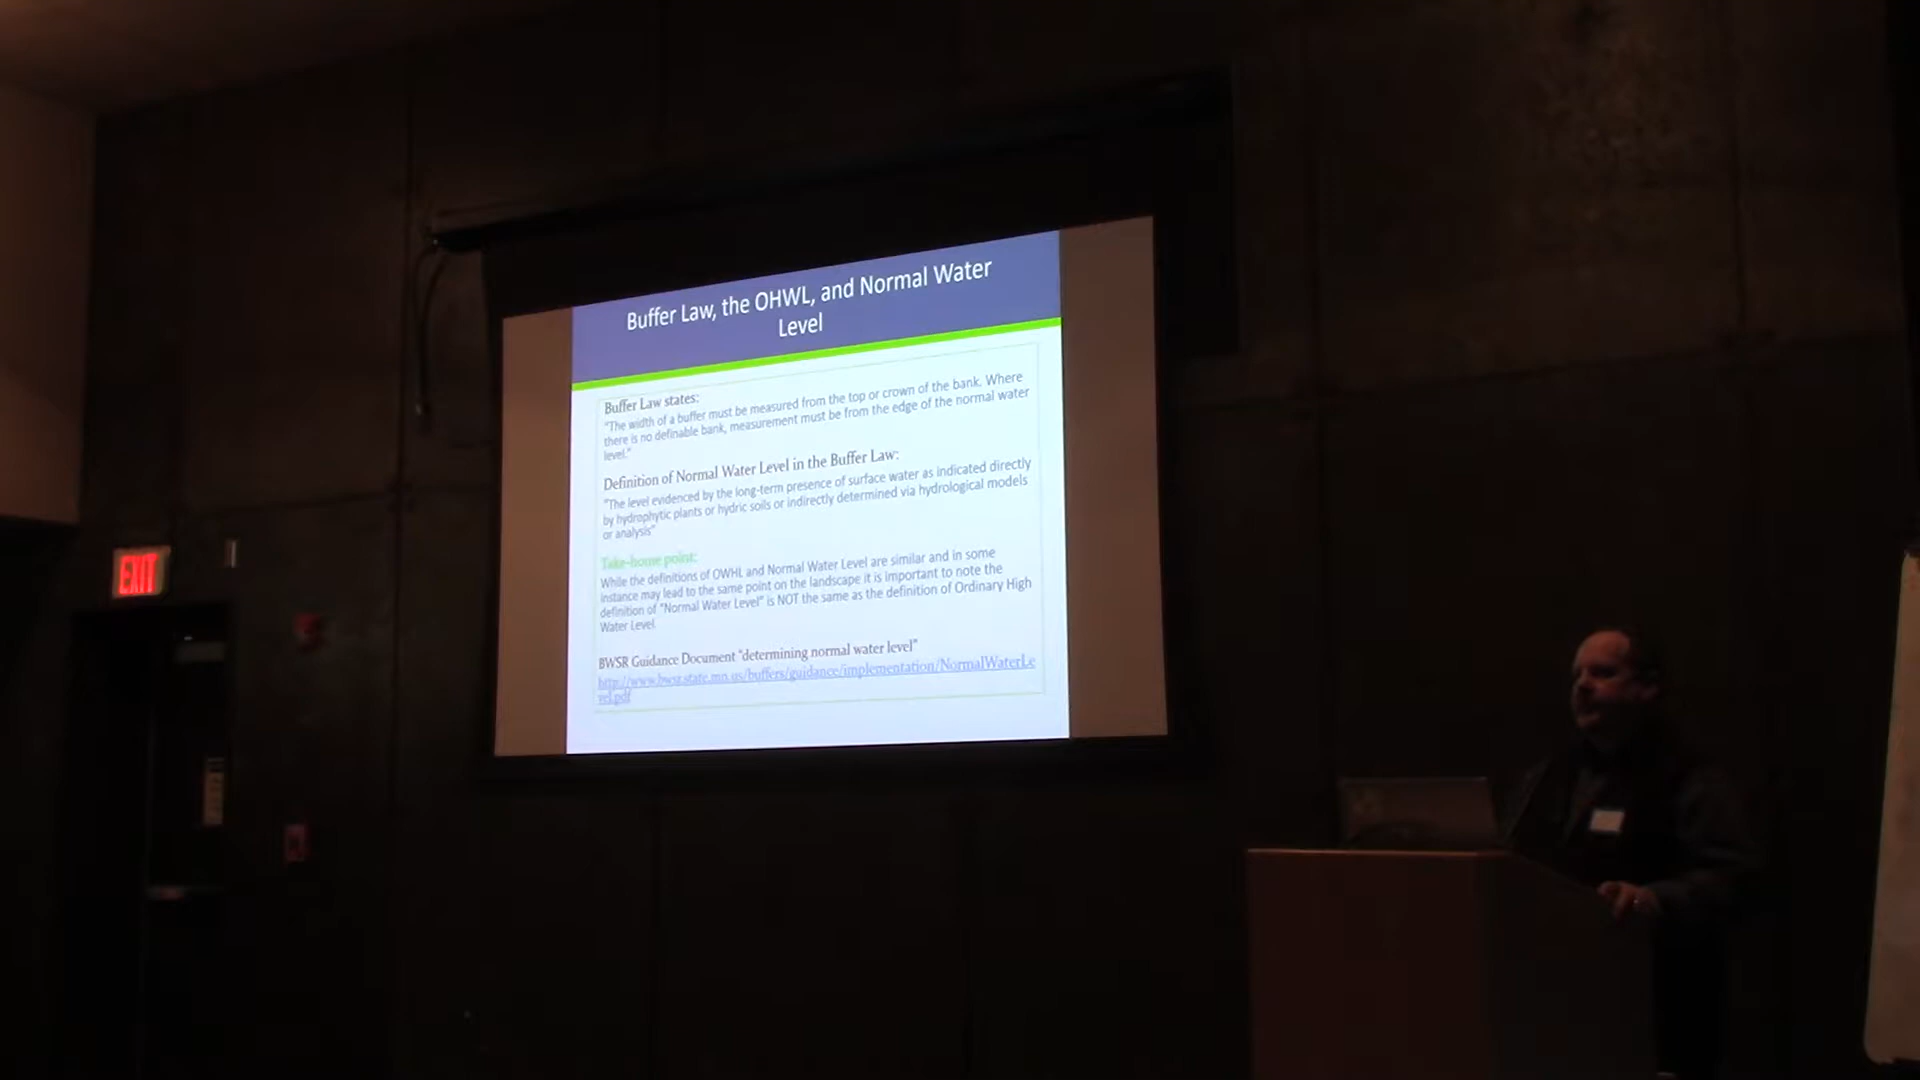 Buffer Law, the OHWL, and Normal Water
Level
Buffer Law states:
"The width of a buffer must be measured from the top or crown of the bank. Where
there is no definable bank, measurement must be from the edge of the normal water
level."
Definition of Normal Water Level in the Buffer Law:
"The level evidenced by the long-term presence of surface water as indicated directly
by hydrophytic plants or hydric soils or indirectly determined via hydrological models
or analysis"
Take-home point:
While the definitions of OWHL and Normal Water Level are similar and in some
instance may lead to the same point on the landscape it is important to note the
definition of "Normal Water Level" is NOT the same as the definition of Ordinary High
Water Level.
BWSR Guidance Document "determining normal water level"
http://www.bwsr.state.mn.us/buffers/guidance/implementation/NormalWaterLe
vel.pdf
EXIT